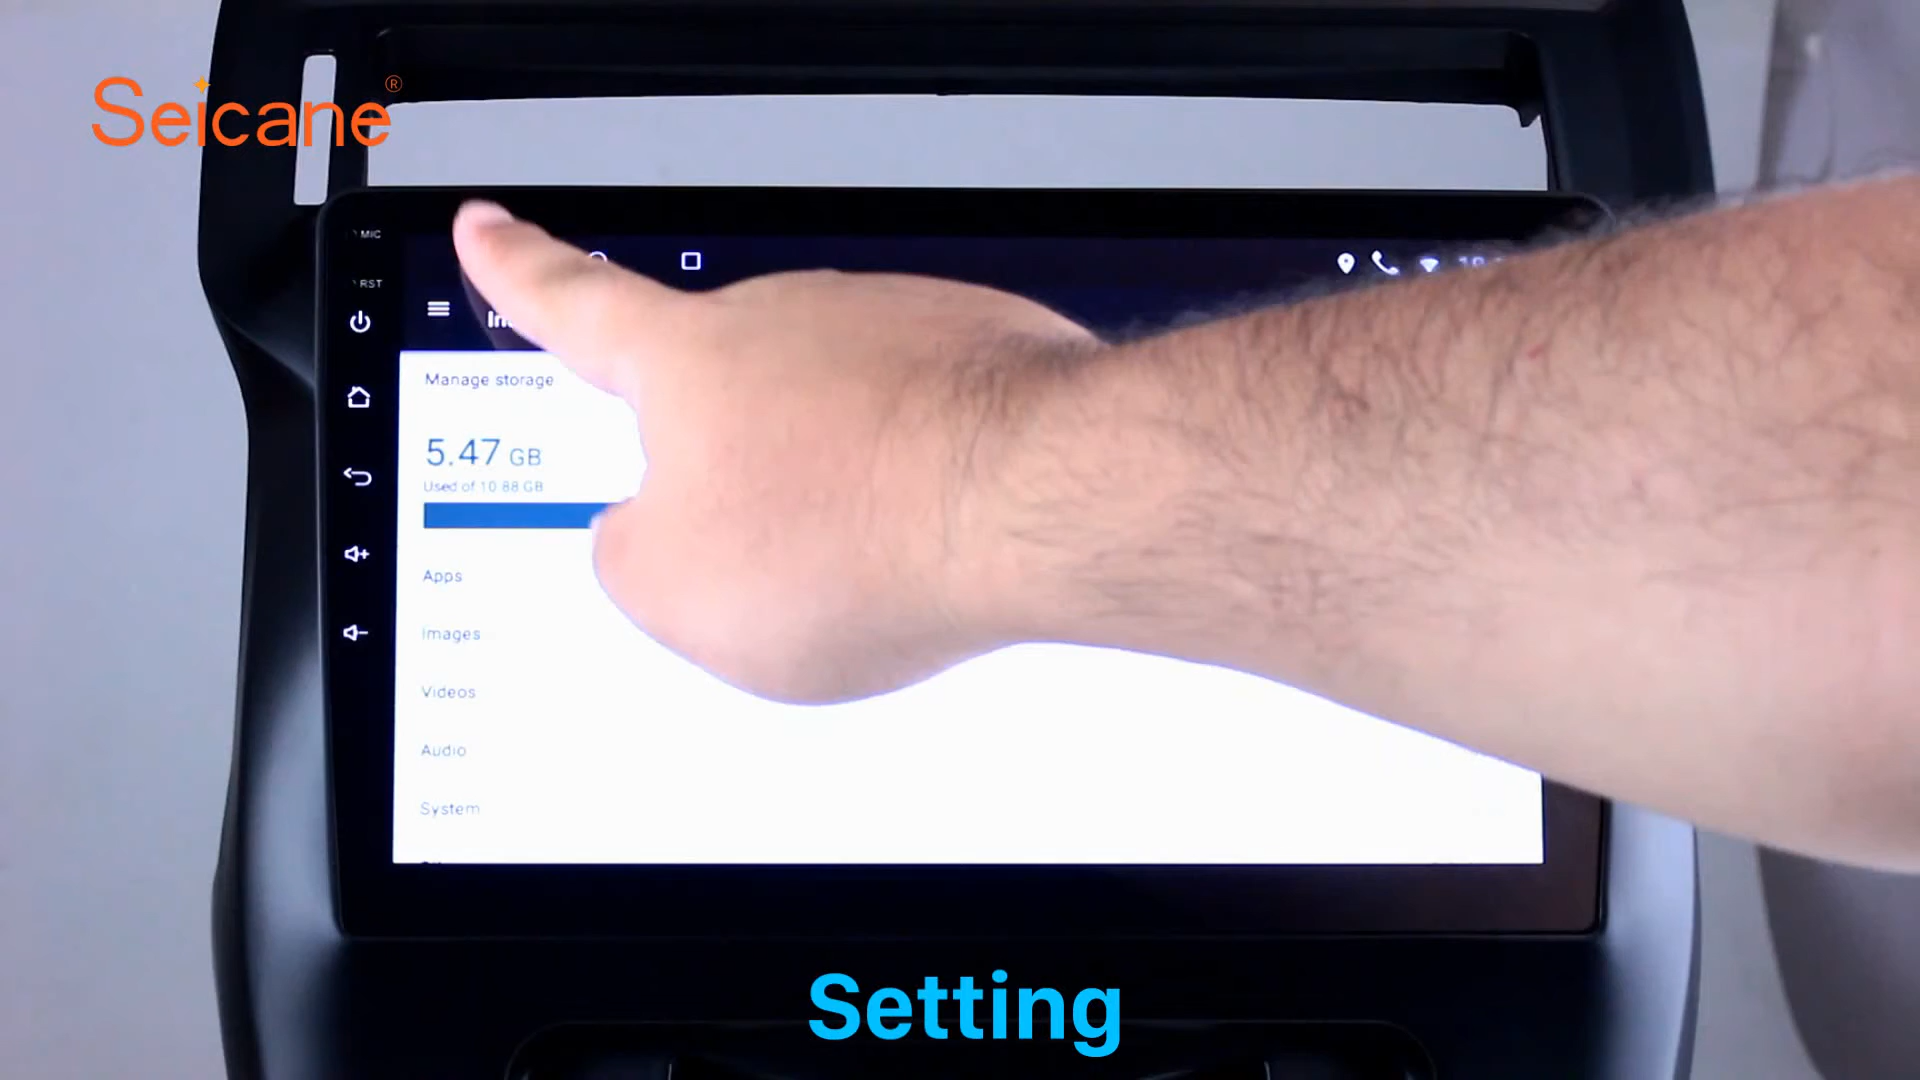 Seicane®
MIC
RST
Manage storage
5.47 GB
Used of 10.88 GB
Apps
Images
Videos
Audio
System
Setting